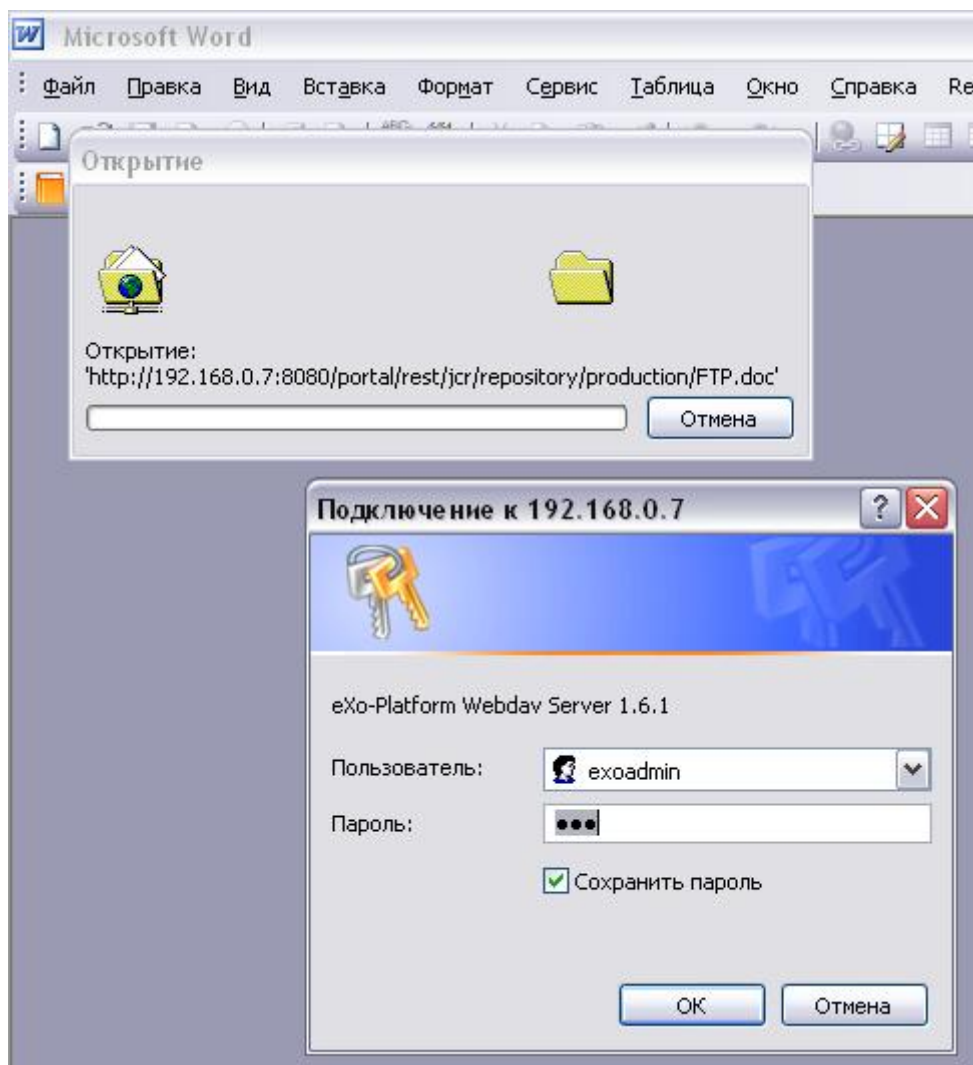 Microsoft Word
Файл Правка Вид Вставка Формат Сервис Таблица Окно Справка Re
Открытие
Открытие:
'http://192.168.0.7:8080/portal/rest/jcr/repository/production/FTP.doc'
Отмена
Подключение к 192.168.0.7
eXo-Platform Webdav Server 1.6.1
Пользователь: exoadmin
Пароль: •••
Сохранить пароль
OK Отмена